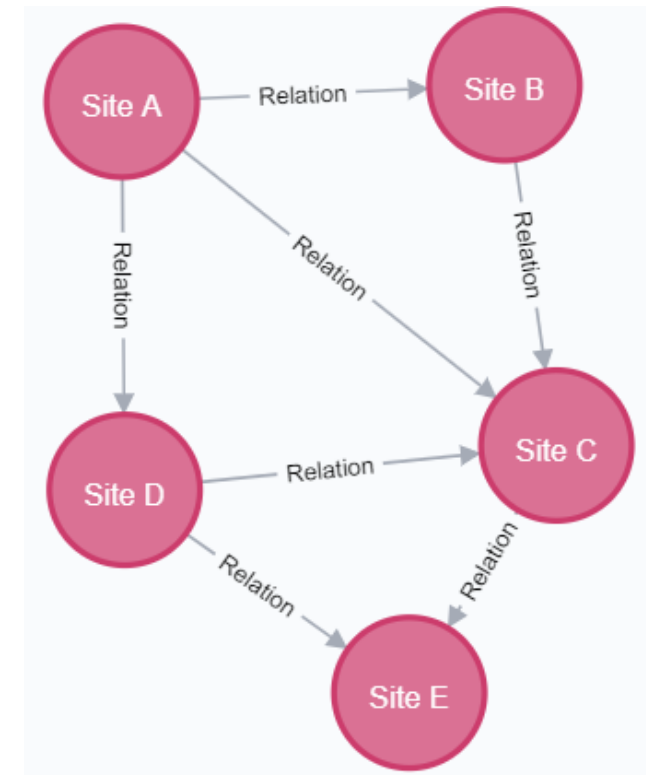 Site A
Relation
Site B
Relation
Relation
Relation
Site C
Relation
Site D
Relation
Relation
Site E